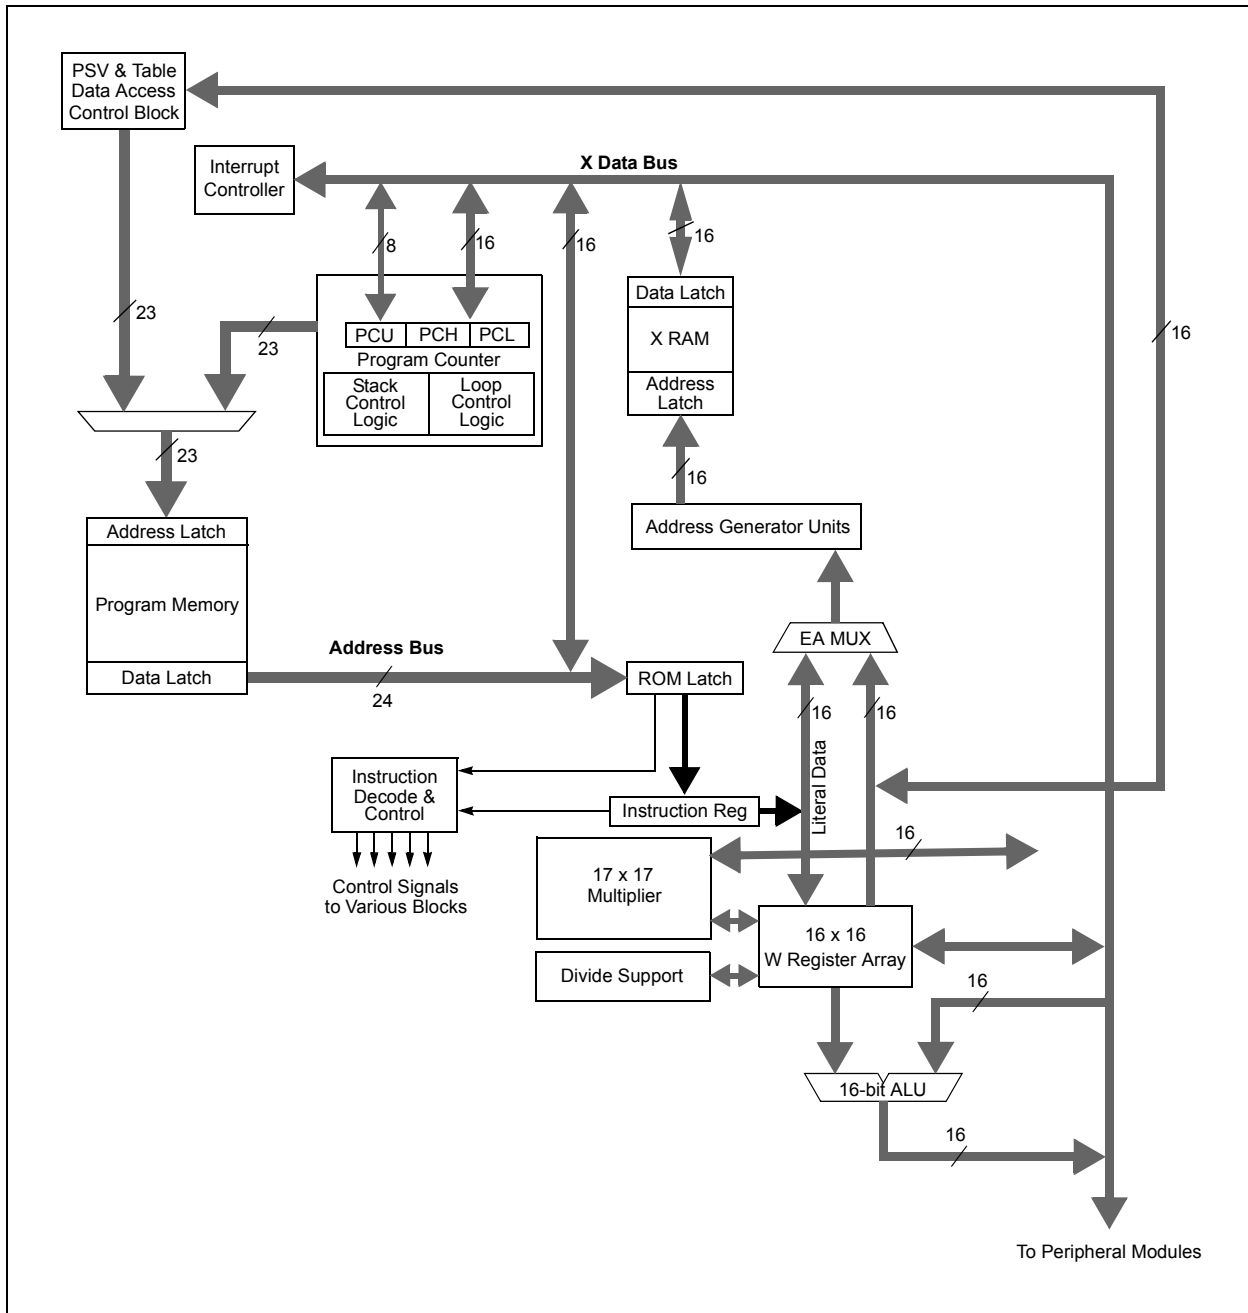 PSV & Table
Data Access
Control Block
Interrupt
Controller
X Data Bus
8
16
16
16
23
23
16
PCU
PCH
PCL
Program Counter
Stack
Control
Logic
Loop
Control
Logic
Data Latch
X RAM
Address
Latch
23
16
Address Latch
Program Memory
Data Latch
Address Generator Units
EA MUX
Address Bus
24
ROM Latch
16
16
Literal Data
Instruction
Decode &
Control
Instruction Reg
Control Signals
to Various Blocks
16
17 x 17
Multiplier
16 x 16
W Register Array
Divide Support
16
16-bit ALU
16
To Peripheral Modules